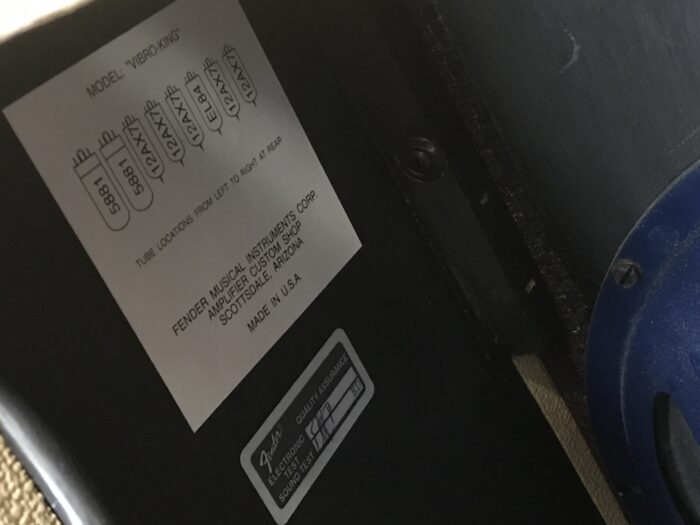 MODEL: "VIBRO-KING"
5881 5881 12AX7 12AX7 12AX7 EL84 12AX7 12AX7
TUBE LOCATIONS FROM LEFT TO RIGHT AT REAR
FENDER MUSICAL INSTRUMENTS CORP.
AMPLIFIER CUSTOM SHOP
SCOTTSDALE, ARIZONA
MADE IN U.S.A.
Fender QUALITY ASSURANCE
ELECTRONIC
TEST
SOUND TEST